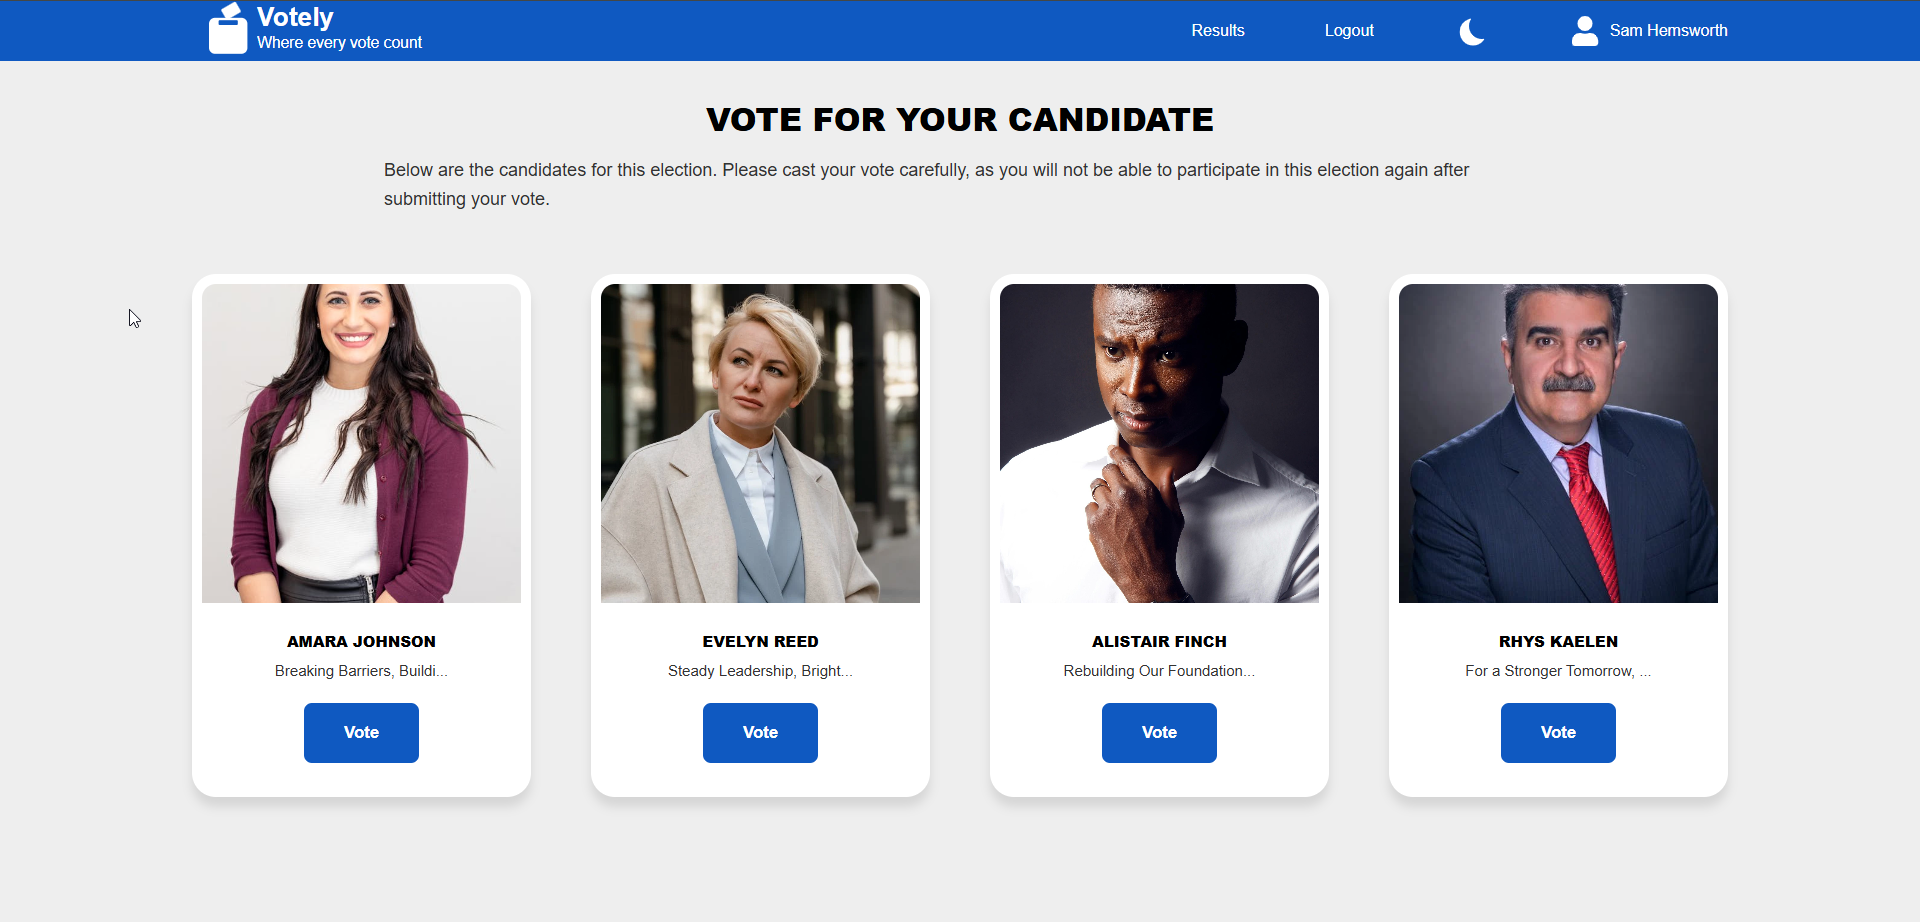 Votely
Where every vote count
Results
Logout
Sam Hemsworth
VOTE FOR YOUR CANDIDATE
Below are the candidates for this election. Please cast your vote carefully, as you will not be able to participate in this election again after
submitting your vote.
AMARA JOHNSON
Breaking Barriers, Buildi...
Vote
EVELYN REED
Steady Leadership, Bright...
Vote
ALISTAIR FINCH
Rebuilding Our Foundation...
Vote
RHYS KAELEN
For a Stronger Tomorrow, ...
Vote